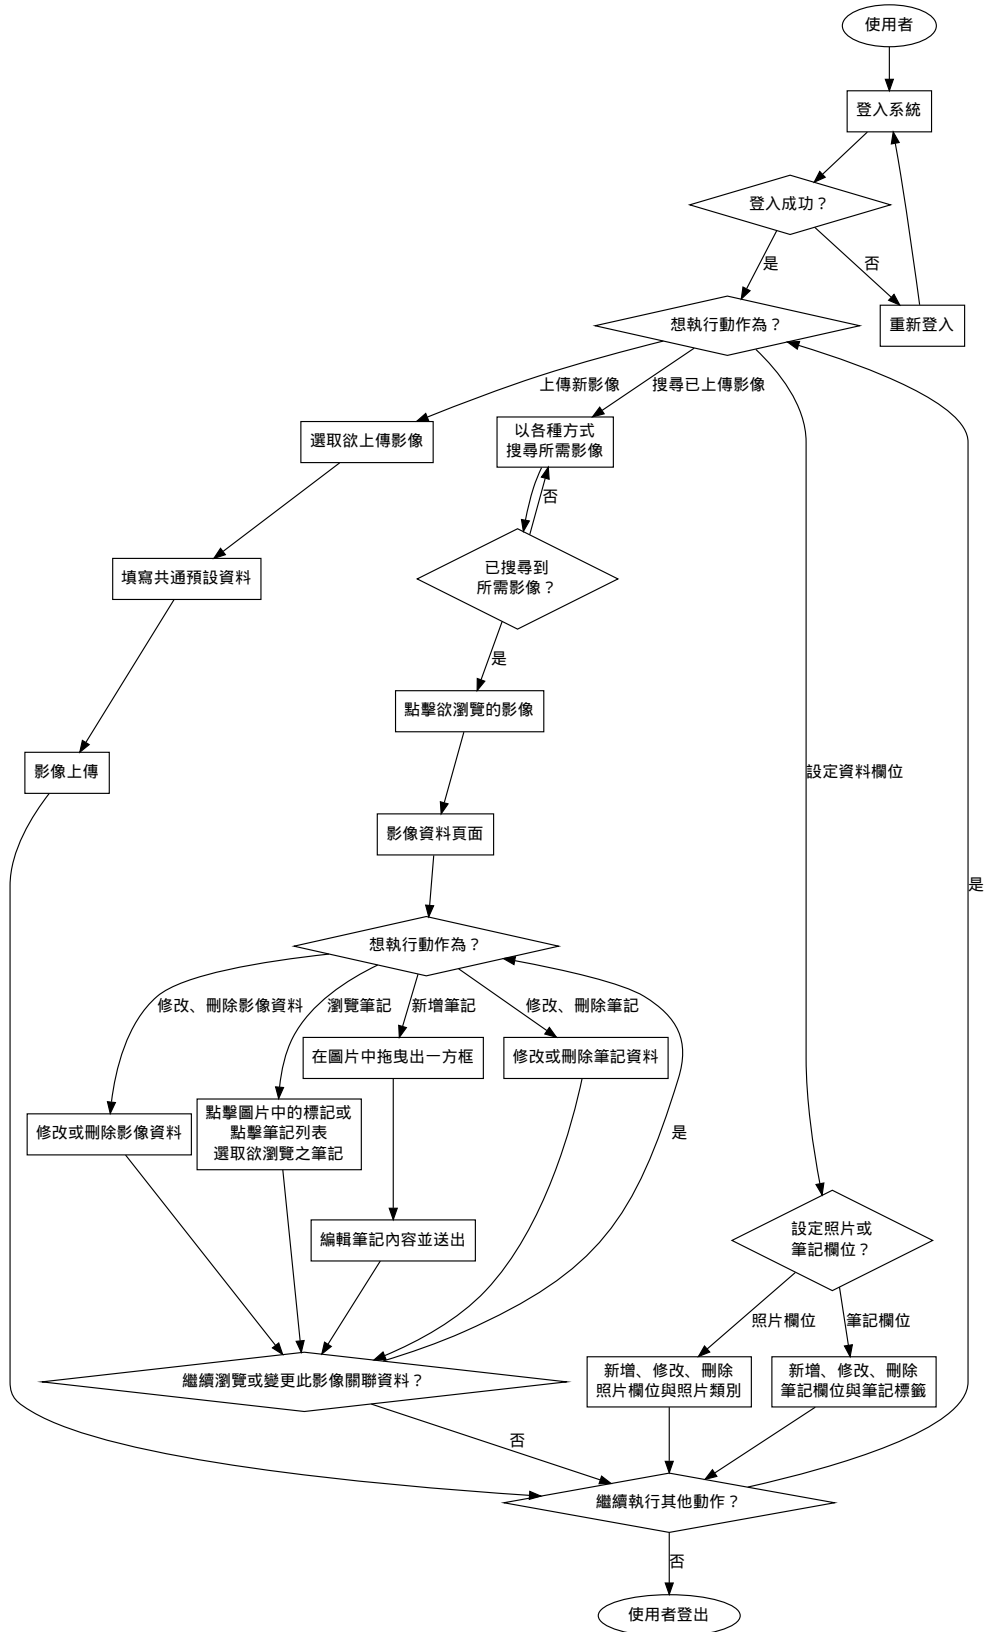 使用者
登入系統
登入成功？
是
否
想執行動作為？
重新登入
上傳新影像
搜尋已上傳影像
選取欲上傳影像
以各種方式
搜尋所需影像
否
已搜尋到
所需影像？
填寫共通預設資料
是
點擊欲瀏覽的影像
影像上傳
設定資料欄位
影像資料頁面
是
想執行動作為？
修改、刪除影像資料
瀏覽筆記
新增筆記
修改、刪除筆記
在圖片中拖曳出一方框
修改或刪除筆記資料
修改或刪除影像資料
點擊圖片中的標記或
點擊筆記列表
選取欲瀏覽之筆記
是
編輯筆記內容並送出
設定照片或
筆記欄位？
照片欄位
筆記欄位
繼續瀏覽或變更此影像關聯資料？
新增、修改、刪除
照片欄位與照片類別
新增、修改、刪除
筆記欄位與筆記標籤
否
繼續執行其他動作？
否
使用者登出